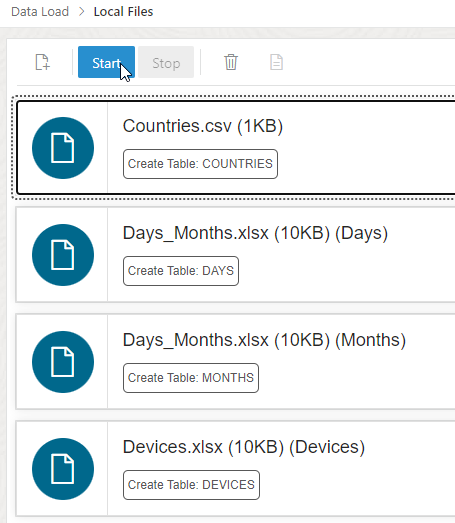 Data Load > Local Files
Start Stop
Countries.csv (1KB)
Create Table: COUNTRIES
Days_Months.xlsx (10KB) (Days)
Create Table: DAYS
Days_Months.xlsx (10KB) (Months)
Create Table: MONTHS
Devices.xlsx (10KB) (Devices)
Create Table: DEVICES